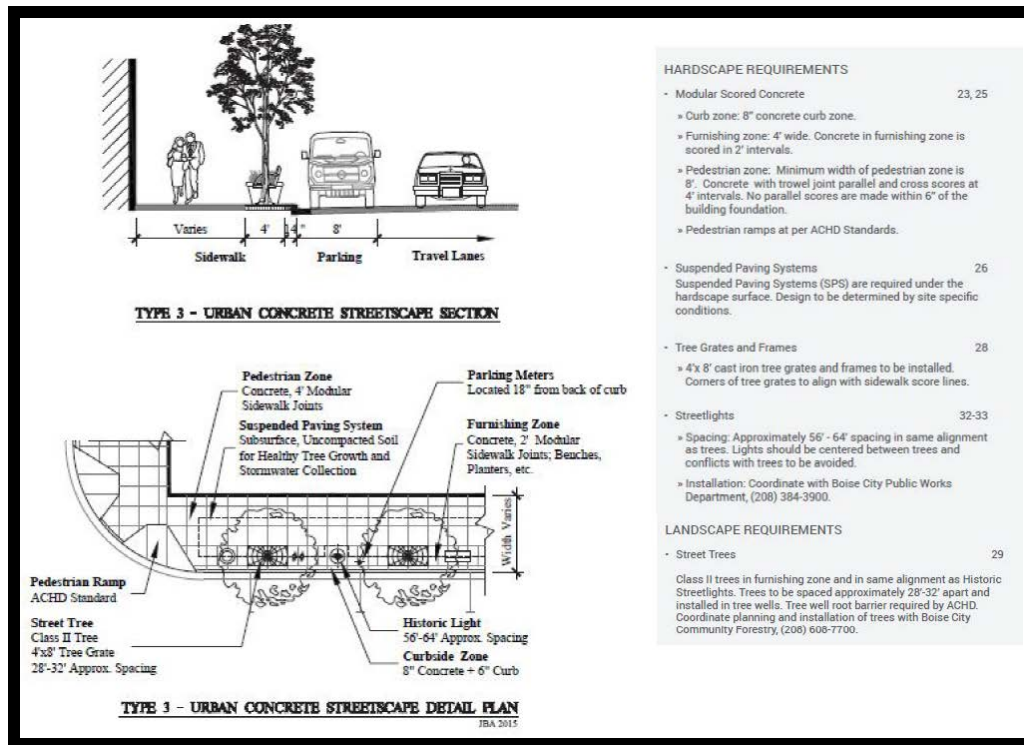 Varies
4'
14"
8'
Sidewalk
Parking
Travel Lanes
TYPE 3 - URBAN CONCRETE STREETSCAPE SECTION
Pedestrian Zone
Concrete, 4' Modular
Sidewalk Joints
Suspended Paving System
Subsurface, Uncompacted Soil
for Healthy Tree Growth and
Stormwater Collection
Parking Meters
Located 18" from back of curb
Furnishing Zone
Concrete, 2' Modular
Sidewalk Joints; Benches,
Planters, etc.
Width Varies
Pedestrian Ramp
ACHD Standard
Street Tree
Class II Tree
4'x8' Tree Grate
28'-32' Approx. Spacing
Historic Light
56'-64' Approx. Spacing
Curbside Zone
8" Concrete + 6" Curb
TYPE 3 - URBAN CONCRETE STREETSCAPE DETAIL PLAN
JBA 2015
HARDSCAPE REQUIREMENTS
• Modular Scored Concrete 23, 25
» Curb zone: 8" concrete curb zone.
» Furnishing zone: 4' wide. Concrete in furnishing zone is
scored in 2' intervals.
» Pedestrian zone: Minimum width of pedestrian zone is
8'. Concrete with trowel joint parallel and cross scores at
4' intervals. No parallel scores are made within 6" of the
building foundation.
» Pedestrian ramps at per ACHD Standards.
• Suspended Paving Systems 26
Suspended Paving Systems (SPS) are required under the
hardscape surface. Design to be determined by site specific
conditions.
• Tree Grates and Frames 28
» 4'x 8' cast iron tree grates and frames to be installed.
Corners of tree grates to align with sidewalk score lines.
• Streetlights 32-33
» Spacing: Approximately 56' - 64' spacing in same alignment
as trees. Lights should be centered between trees and
conflicts with trees to be avoided.
» Installation: Coordinate with Boise City Public Works
Department, (208) 384-3900.
LANDSCAPE REQUIREMENTS
• Street Trees 29
Class II trees in furnishing zone and in same alignment as Historic
Streetlights. Trees to be spaced approximately 28'-32' apart and
installed in tree wells. Tree well root barrier required by ACHD.
Coordinate planning and installation of trees with Boise City
Community Forestry, (208) 608-7700.